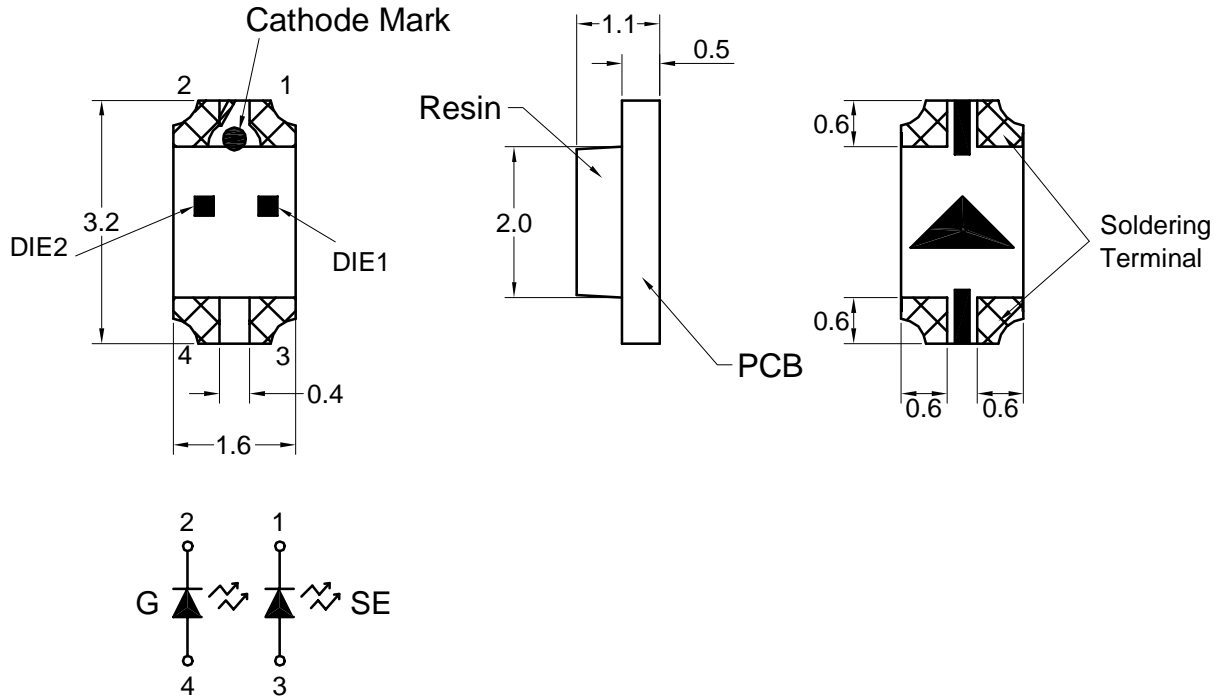 Cathode Mark
2
1
3.2
DIE2
DIE1
4
3
0.4
1.6
1.1
0.5
Resin
2.0
PCB
0.6
0.6
0.6
0.6
Soldering
Terminal
2
1
G
SE
4
3